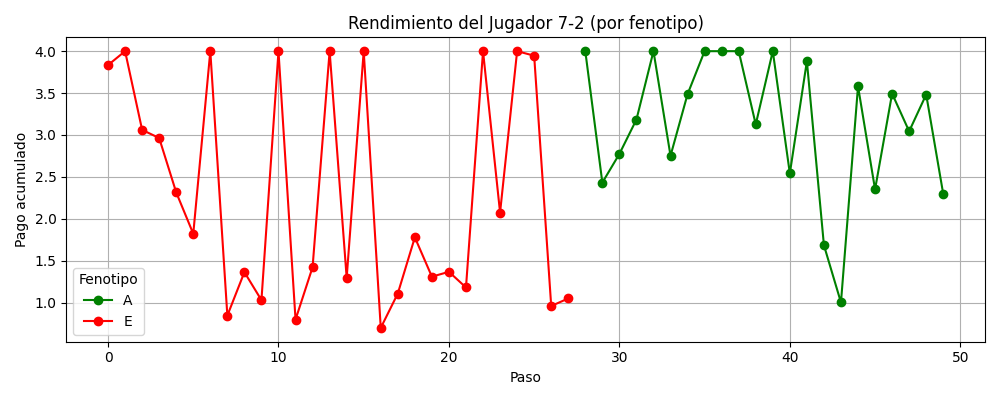 Rendimiento del Jugador 7-2 (por fenotipo)
Pago acumulado
4.0
3.5
3.0
2.5
2.0
1.5
1.0
Fenotipo
A
E
0 10 20 30 40 50
Paso